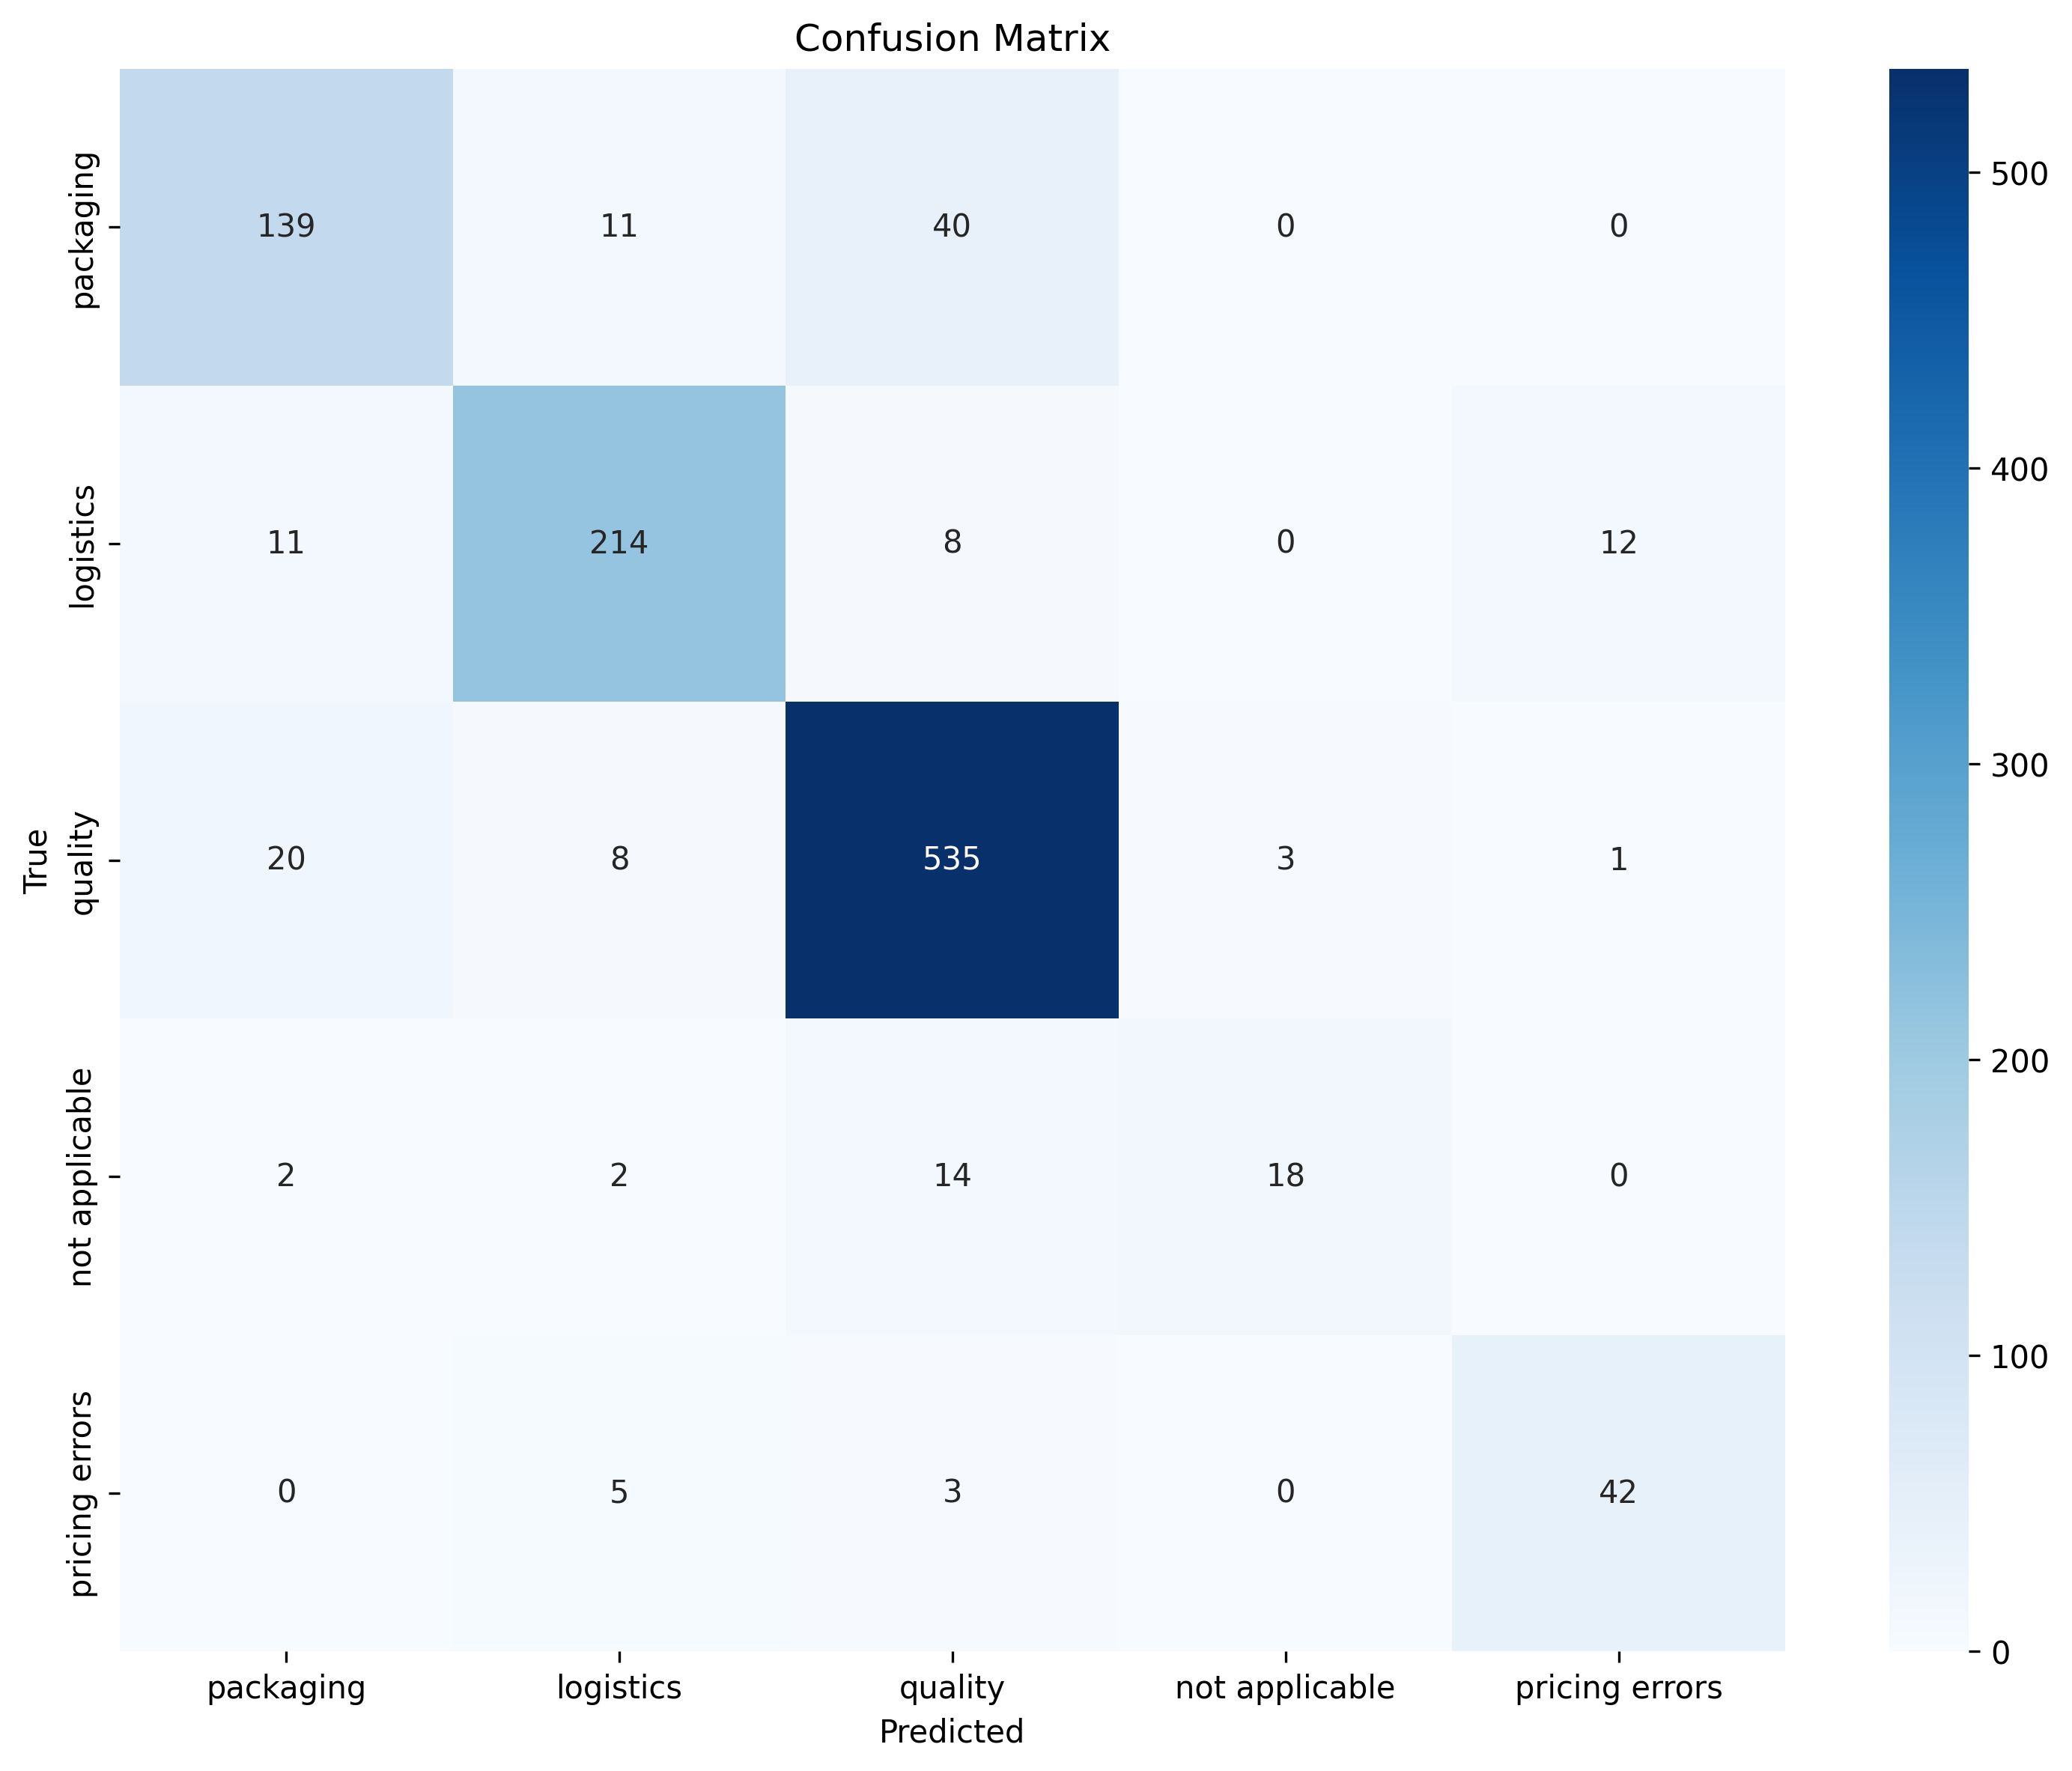 Confusion Matrix
packaging
139 11 40 0 0
logistics
11 214 8 0 12
True
quality
20 8 535 3 1
not applicable
2 2 14 18 0
pricing errors
0 5 3 0 42
packaging logistics quality not applicable pricing errors
Predicted
500
400
300
200
100
0